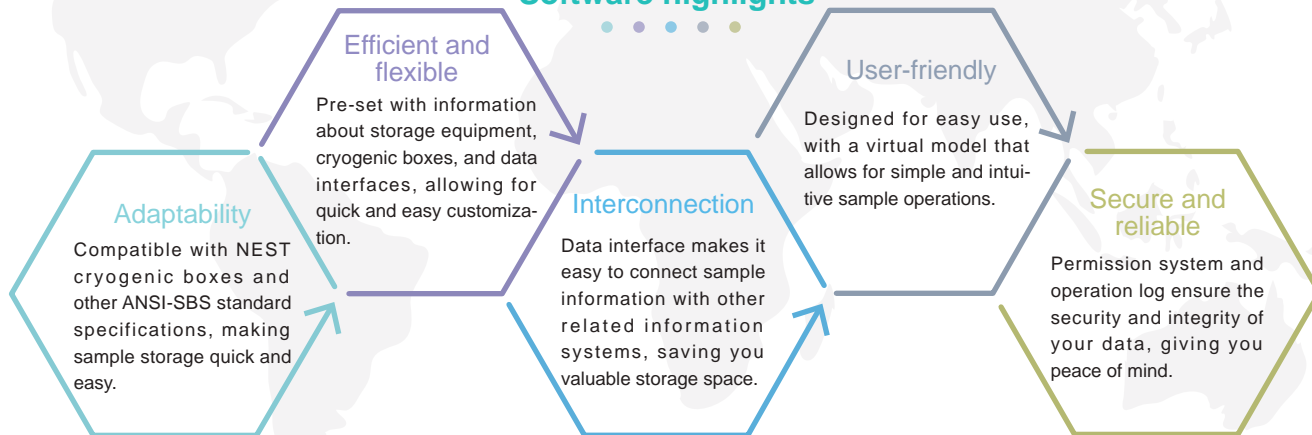 Software highlights
Efficient and
flexible
Pre-set with information
about storage equipment,
cryogenic boxes, and data
interfaces, allowing for
quick and easy customiza-
tion.
User-friendly
Designed for easy use,
with a virtual model that
allows for simple and intui-
tive sample operations.
Adaptability
Compatible with NEST
cryogenic boxes and
other ANSI-SBS standard
specifications, making
sample storage quick and
easy.
Interconnection
Data interface makes it
easy to connect sample
information with other
related information
systems, saving you
valuable storage space.
Secure and
reliable
Permission system and
operation log ensure the
security and integrity of
your data, giving you
peace of mind.